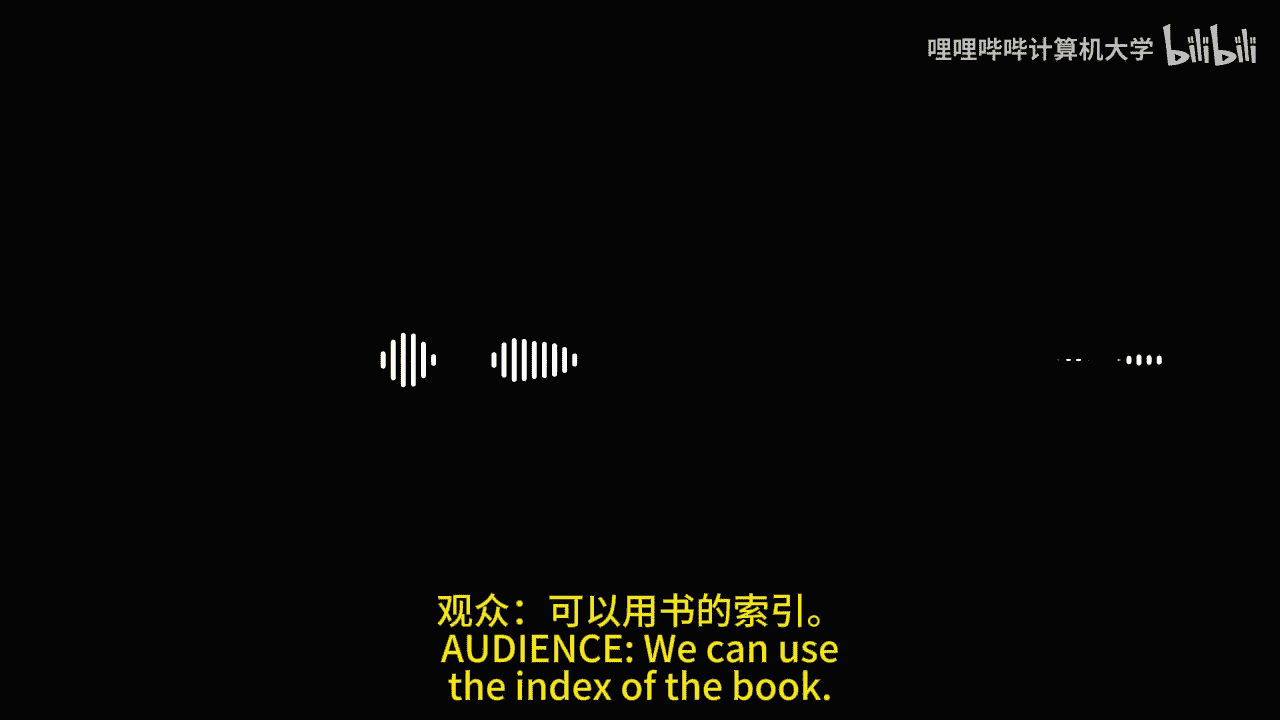 哩哩哔哔计算机大学 bilibili
观众：可以用书的索引。
AUDIENCE: We can use
the index of the book.